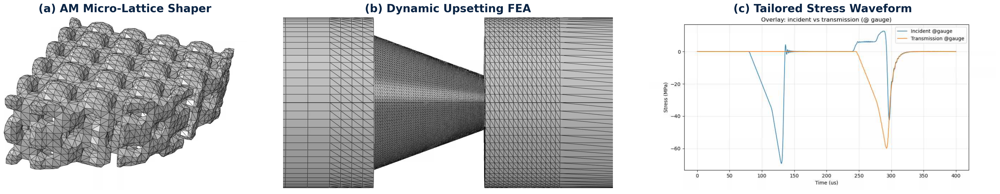 (a) AM Micro-Lattice Shaper
(b) Dynamic Upsetting FEA
(c) Tailored Stress Waveform
Overlay: incident vs transmission (@ gauge)
Incident @gauge
Transmission @gauge
Stress (MPa)
0
−20
−40
−60
0 50 100 150 200 250 300 350 400
Time (us)